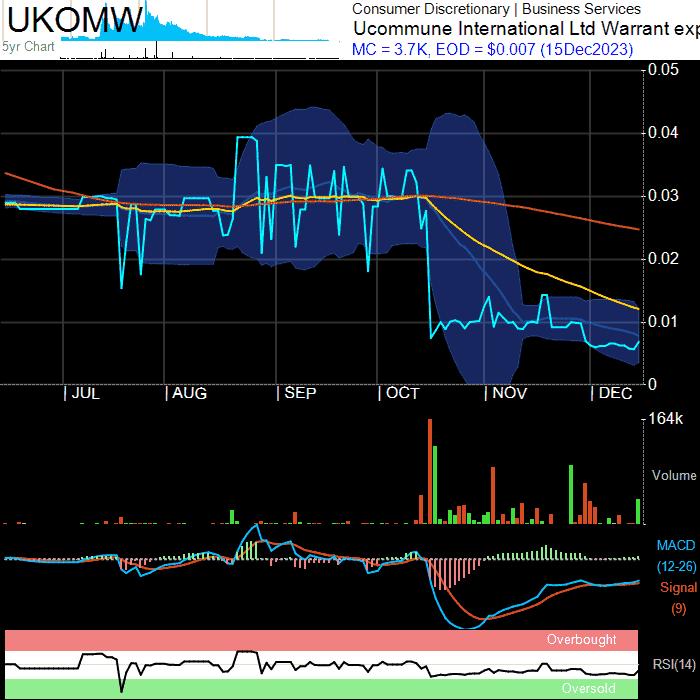 UKOMW
5yr Chart
Consumer Discretionary | Business Services
Ucommune International Ltd Warrant exp
MC = 3.7K, EOD = $0.007 (15Dec2023)
0.05
0.04
0.03
0.02
0.01
0
| JUL | AUG | SEP | OCT | NOV | DEC
164k
Volume
MACD
(12-26)
Signal
(9)
Overbought
RSI(14)
Oversold